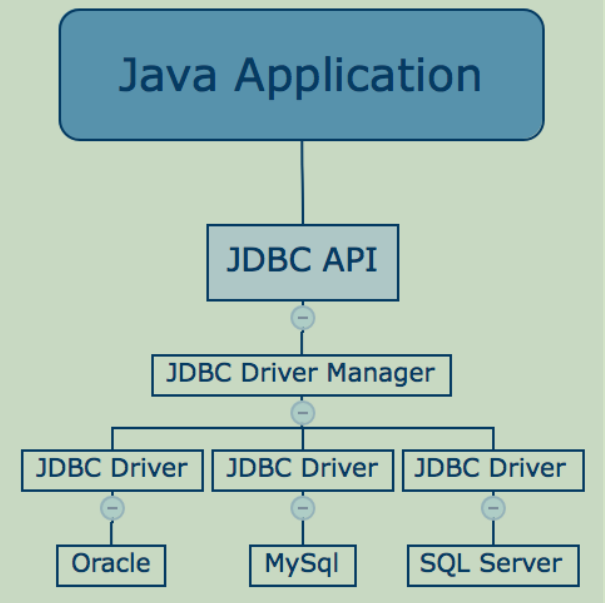 Java Application
JDBC API
JDBC Driver Manager
JDBC Driver
JDBC Driver
JDBC Driver
Oracle
MySql
SQL Server